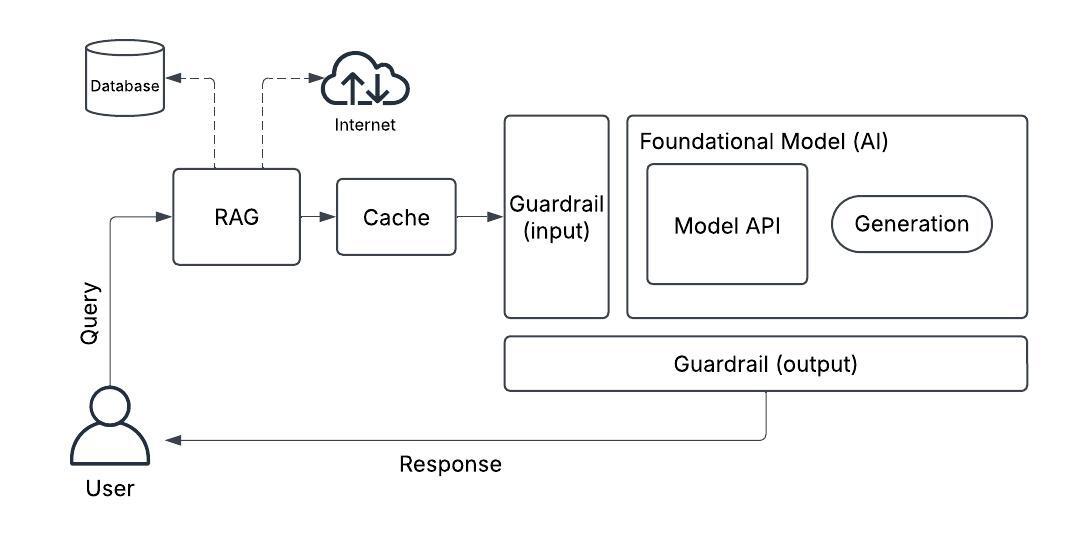 Database
Internet
RAG
Cache
Guardrail
(input)
Foundational Model (AI)
Model API
Generation
Query
Guardrail (output)
Response
User